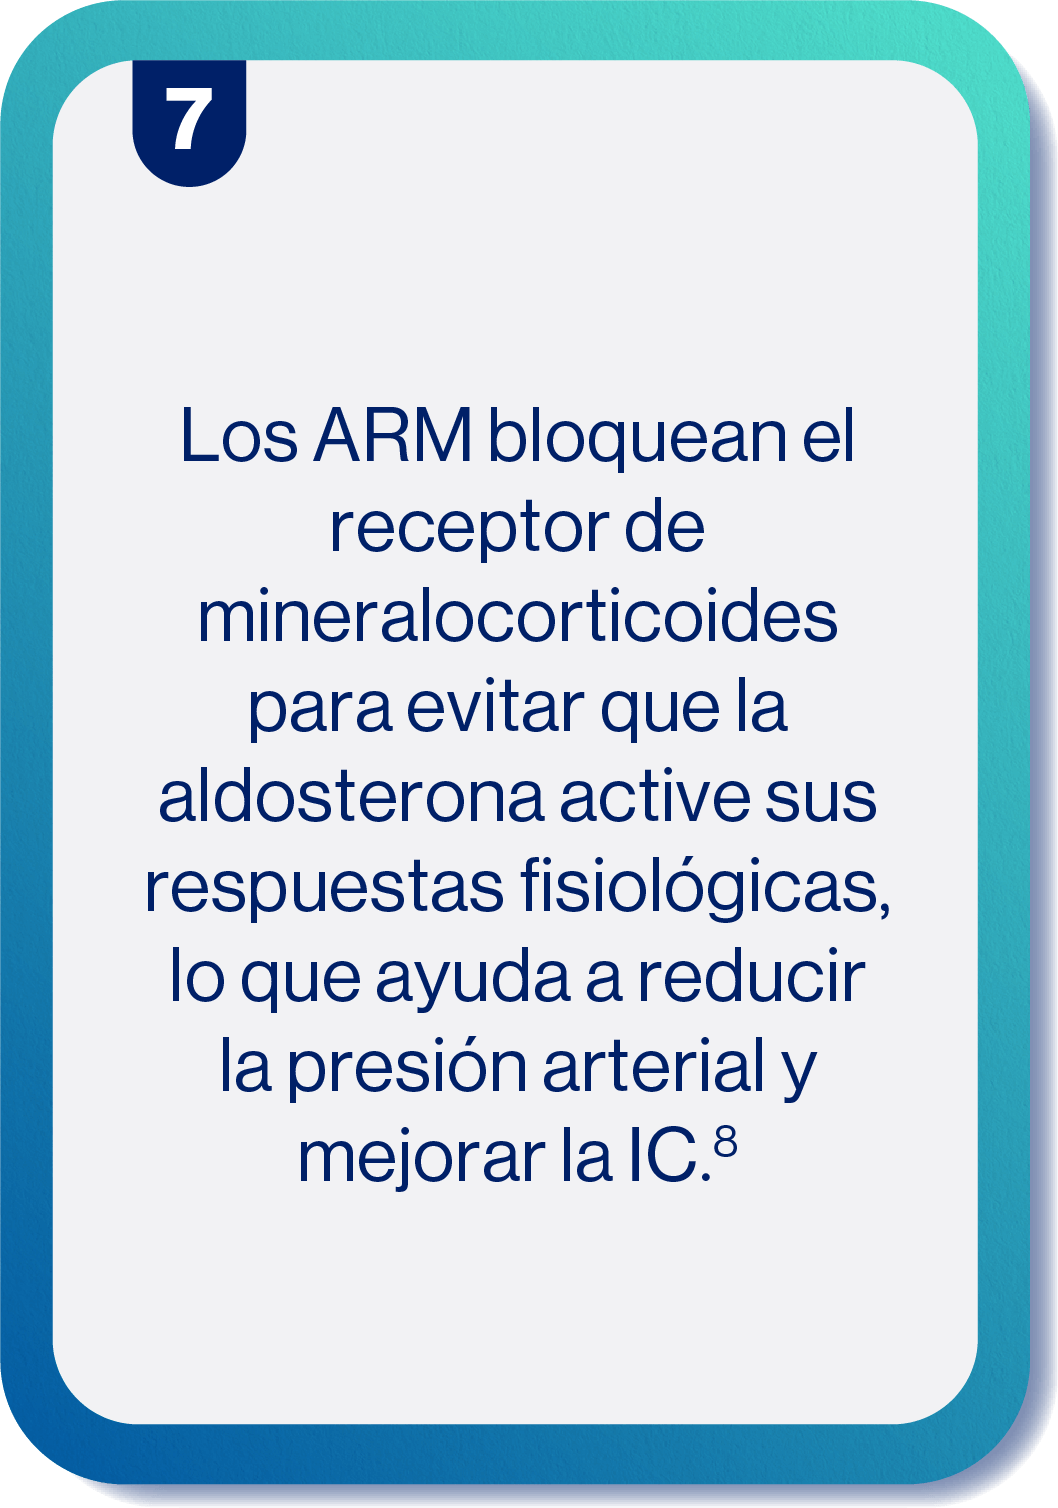 7
Los ARM bloquean el
receptor de
mineralocorticoides
para evitar que la
aldosterona active sus
respuestas fisiológicas,
lo que ayuda a reducir
la presión arterial y
mejorar la IC.⁸